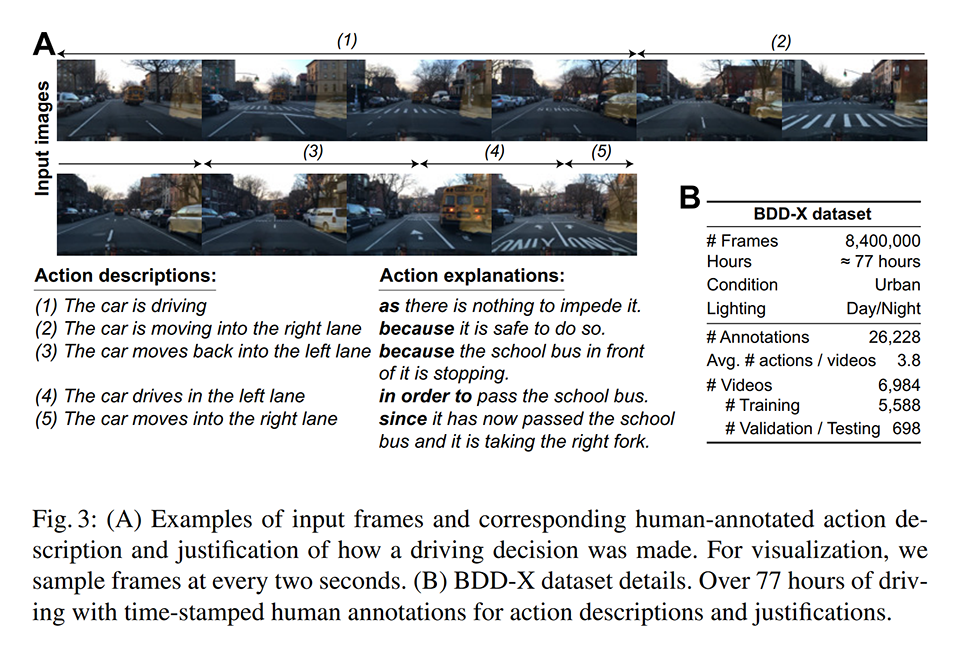 A
(1)
(2)
Input images
(3)
(4)
(5)
ONLY ONLY
Action descriptions:
Action explanations:
(1) The car is driving
as there is nothing to impede it.
(2) The car is moving into the right lane
because it is safe to do so.
(3) The car moves back into the left lane
because the school bus in front
of it is stopping.
(4) The car drives in the left lane
in order to pass the school bus.
(5) The car moves into the right lane
since it has now passed the school
bus and it is taking the right fork.
B
BDD-X dataset
# Frames 8,400,000
Hours ≈ 77 hours
Condition Urban
Lighting Day/Night
# Annotations 26,228
Avg. # actions / videos 3.8
# Videos 6,984
# Training 5,588
# Validation / Testing 698
Fig. 3: (A) Examples of input frames and corresponding human-annotated action de-
scription and justification of how a driving decision was made. For visualization, we
sample frames at every two seconds. (B) BDD-X dataset details. Over 77 hours of driv-
ing with time-stamped human annotations for action descriptions and justifications.